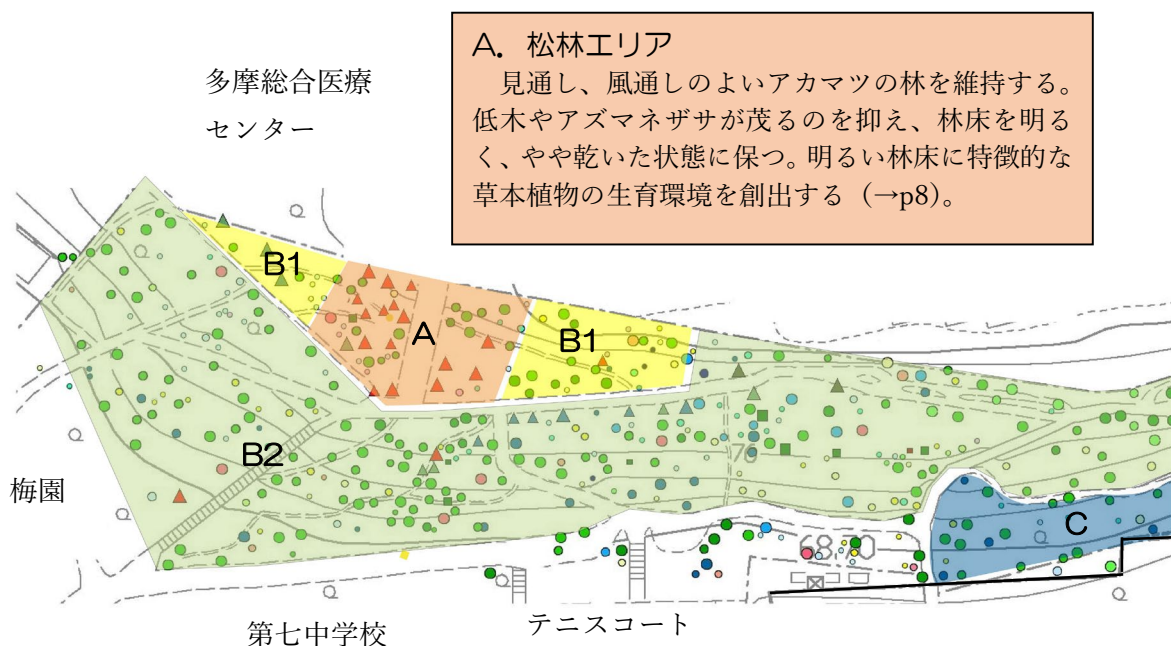 A．松林エリア
見通し、風通しのよいアカマツの林を維持する。
低木やアズマネザサが茂るのを抑え、林床を明る
く、やや乾いた状態に保つ。明るい林床に特徴的な
草本植物の生育環境を創出する（→p8）。
多摩総合医療
センター
B1
A
B1
B2
梅園
70
C
68.70
テニスコート
第七中学校